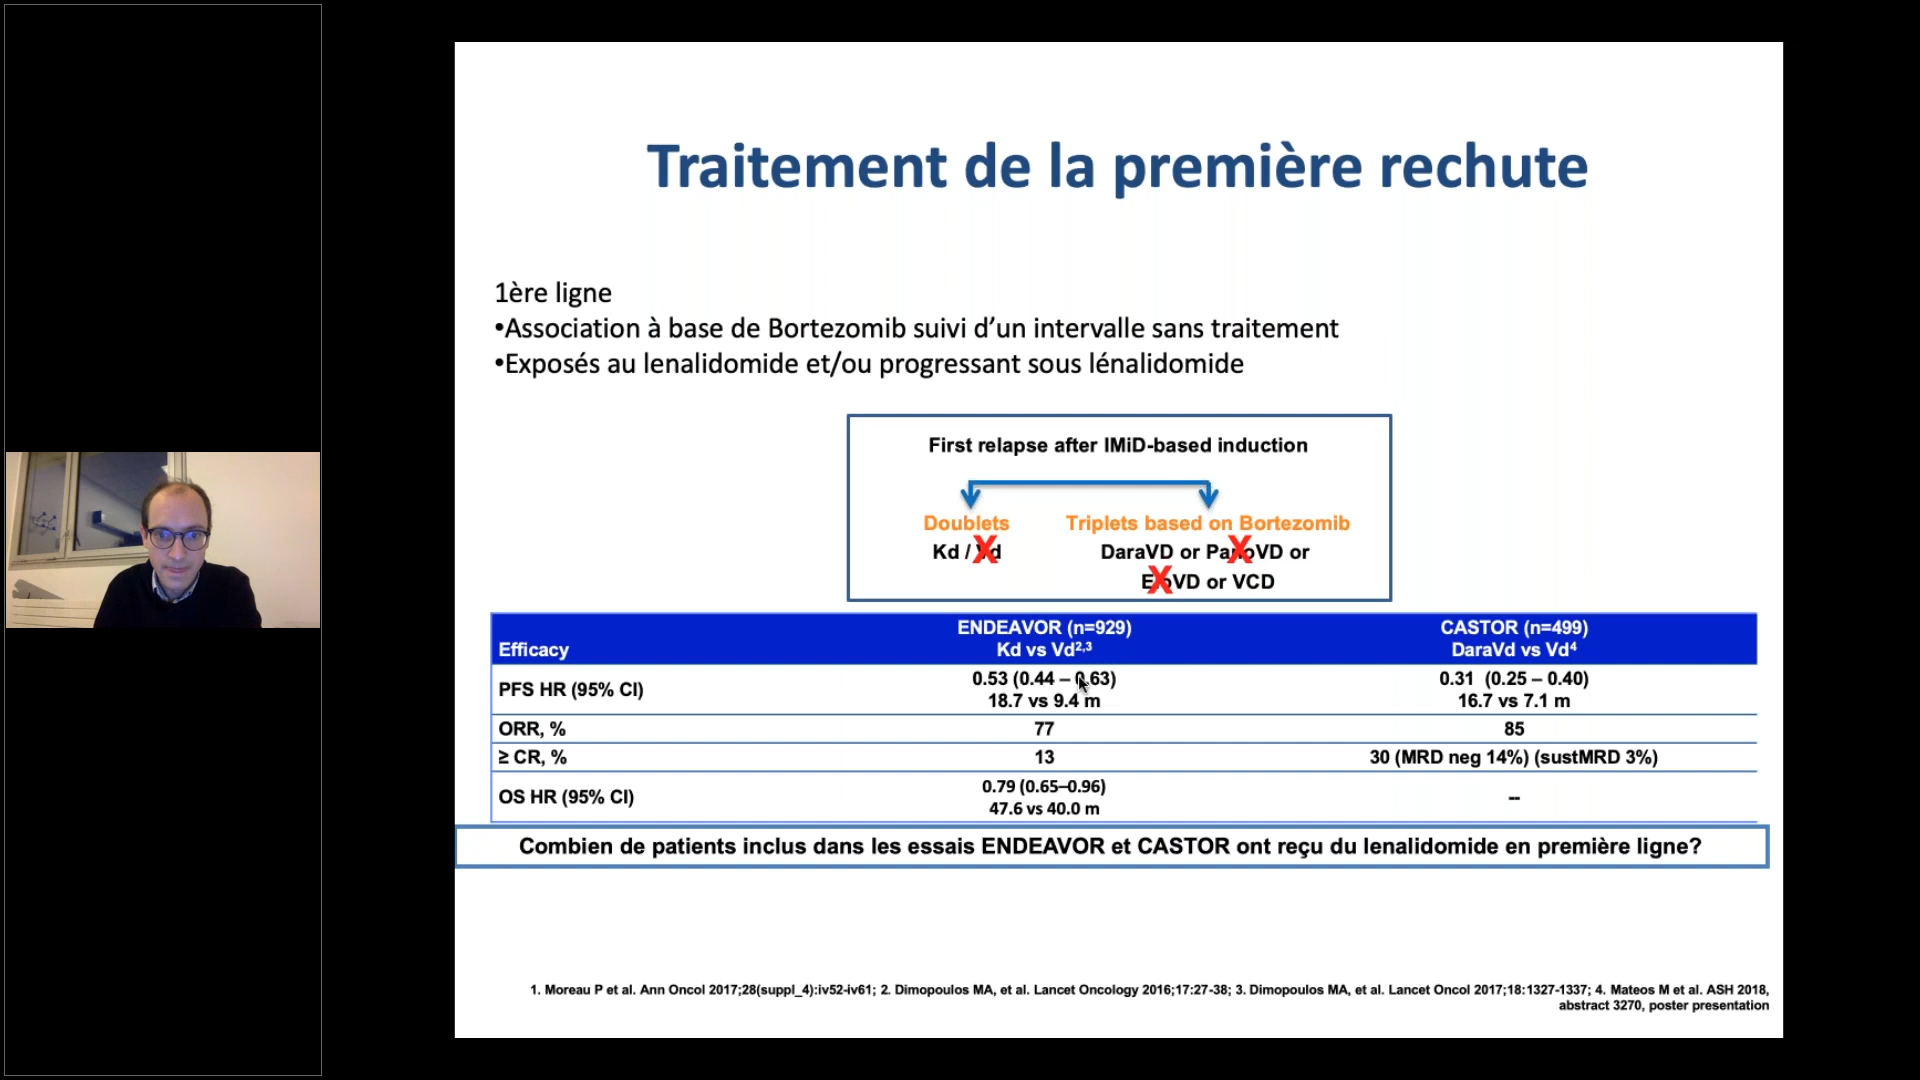 Traitement de la première rechute
1ère ligne
•Association à base de Bortezomib suivi d’un intervalle sans traitement
•Exposés au lenalidomide et/ou progressant sous lénalidomide
First relapse after IMiD-based induction
Doublets
Triplets based on Bortezomib
Kd / Vd
DaraVD or PanoVD or
EloVD or VCD
Efficacy
ENDEAVOR (n=929)
Kd vs Vd2,3
CASTOR (n=499)
DaraVd vs Vd4
PFS HR (95% CI)
0.53 (0.44 – 0.63)
18.7 vs 9.4 m
0.31 (0.25 – 0.40)
16.7 vs 7.1 m
ORR, %
77
85
≥ CR, %
13
30 (MRD neg 14%) (sustMRD 3%)
OS HR (95% CI)
0.79 (0.65–0.96)
47.6 vs 40.0 m
--
Combien de patients inclus dans les essais ENDEAVOR et CASTOR ont reçu du lenalidomide en première ligne?
1. Moreau P et al. Ann Oncol 2017;28(suppl_4):iv52-iv61; 2. Dimopoulos MA, et al. Lancet Oncology 2016;17:27-38; 3. Dimopoulos MA, et al. Lancet Oncol 2017;18:1327-1337; 4. Mateos M et al. ASH 2018,
abstract 3270, poster presentation